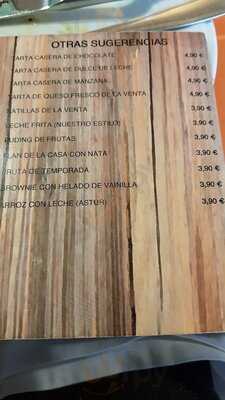 OTRAS SUGERENCIAS
TARTA CASERA DE CHOCOLATE 4,90 €
TARTA CASERA DE DULCE DE LECHE 4,90 €
TARTA CASERA DE MANZANA 4,90 €
TARTA DE QUESO FRESCO DE LA VENTA 4,90 €
NATILLAS DE LA VENTA 3,90 €
LECHE FRITA (NUESTRO ESTILO) 3,90 €
PUDING DE FRUTAS 3,90 €
FLAN DE LA CASA CON NATA 3,90 €
FRUTA DE TEMPORADA 3,90 €
BROWNIE CON HELADO DE VAINILLA 3,90 €
ARROZ CON LECHE (ASTUR) 3,90 €